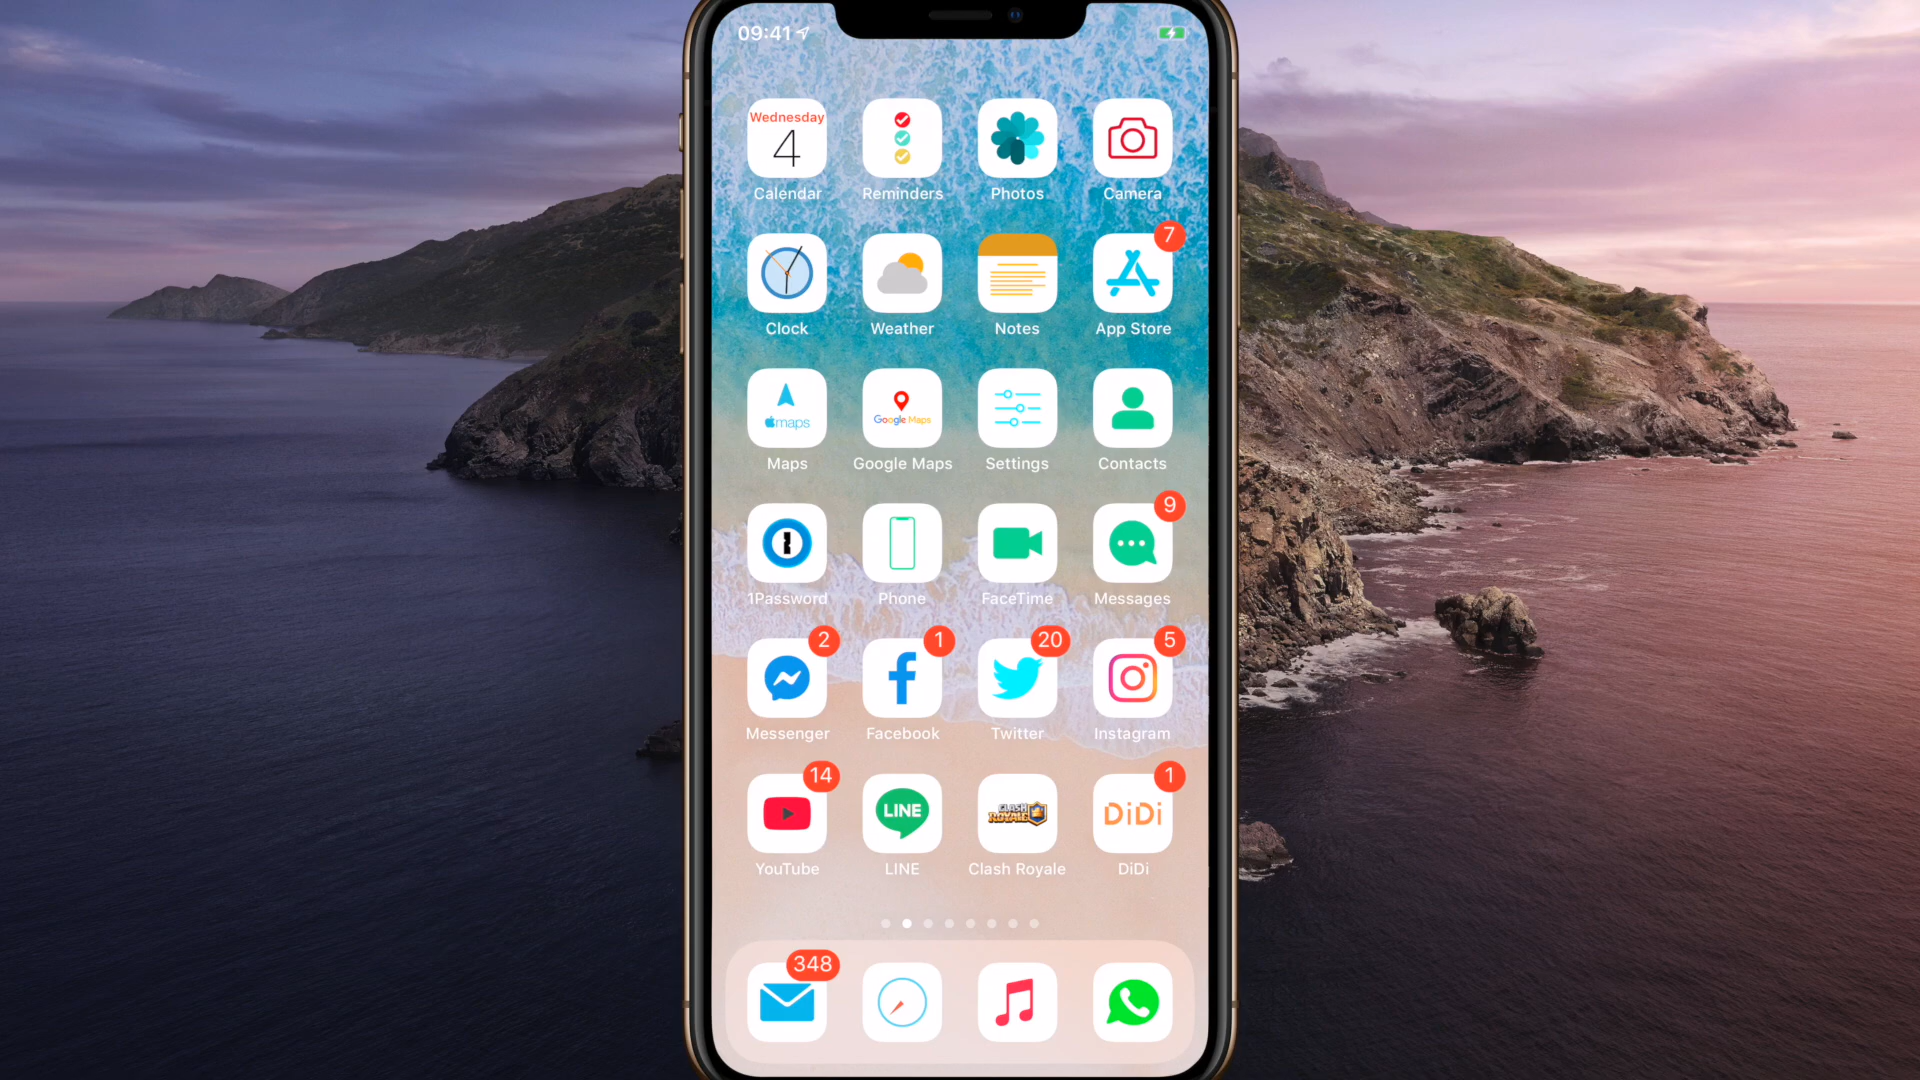 09:41
Wednesday
4
Calendar
Reminders
Photos
Camera
7
Clock
Weather
Notes
App Store
maps
Google Maps
Maps
Google Maps
Settings
Contacts
9
1Password
Phone
FaceTime
Messages
2
1
20
5
Messenger
Facebook
Twitter
Instagram
14
1
LINE
CLASH
ROYALE
DiDi
YouTube
LINE
Clash Royale
DiDi
348